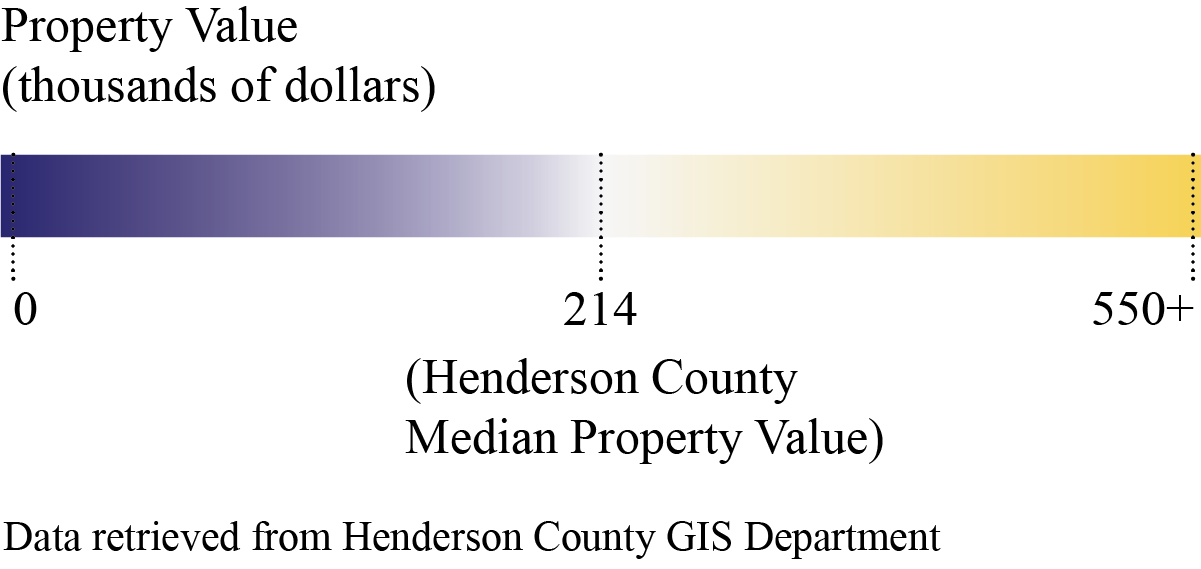 Property Value
(thousands of dollars)
0 214 550+
(Henderson County
Median Property Value)
Data retrieved from Henderson County GIS Department